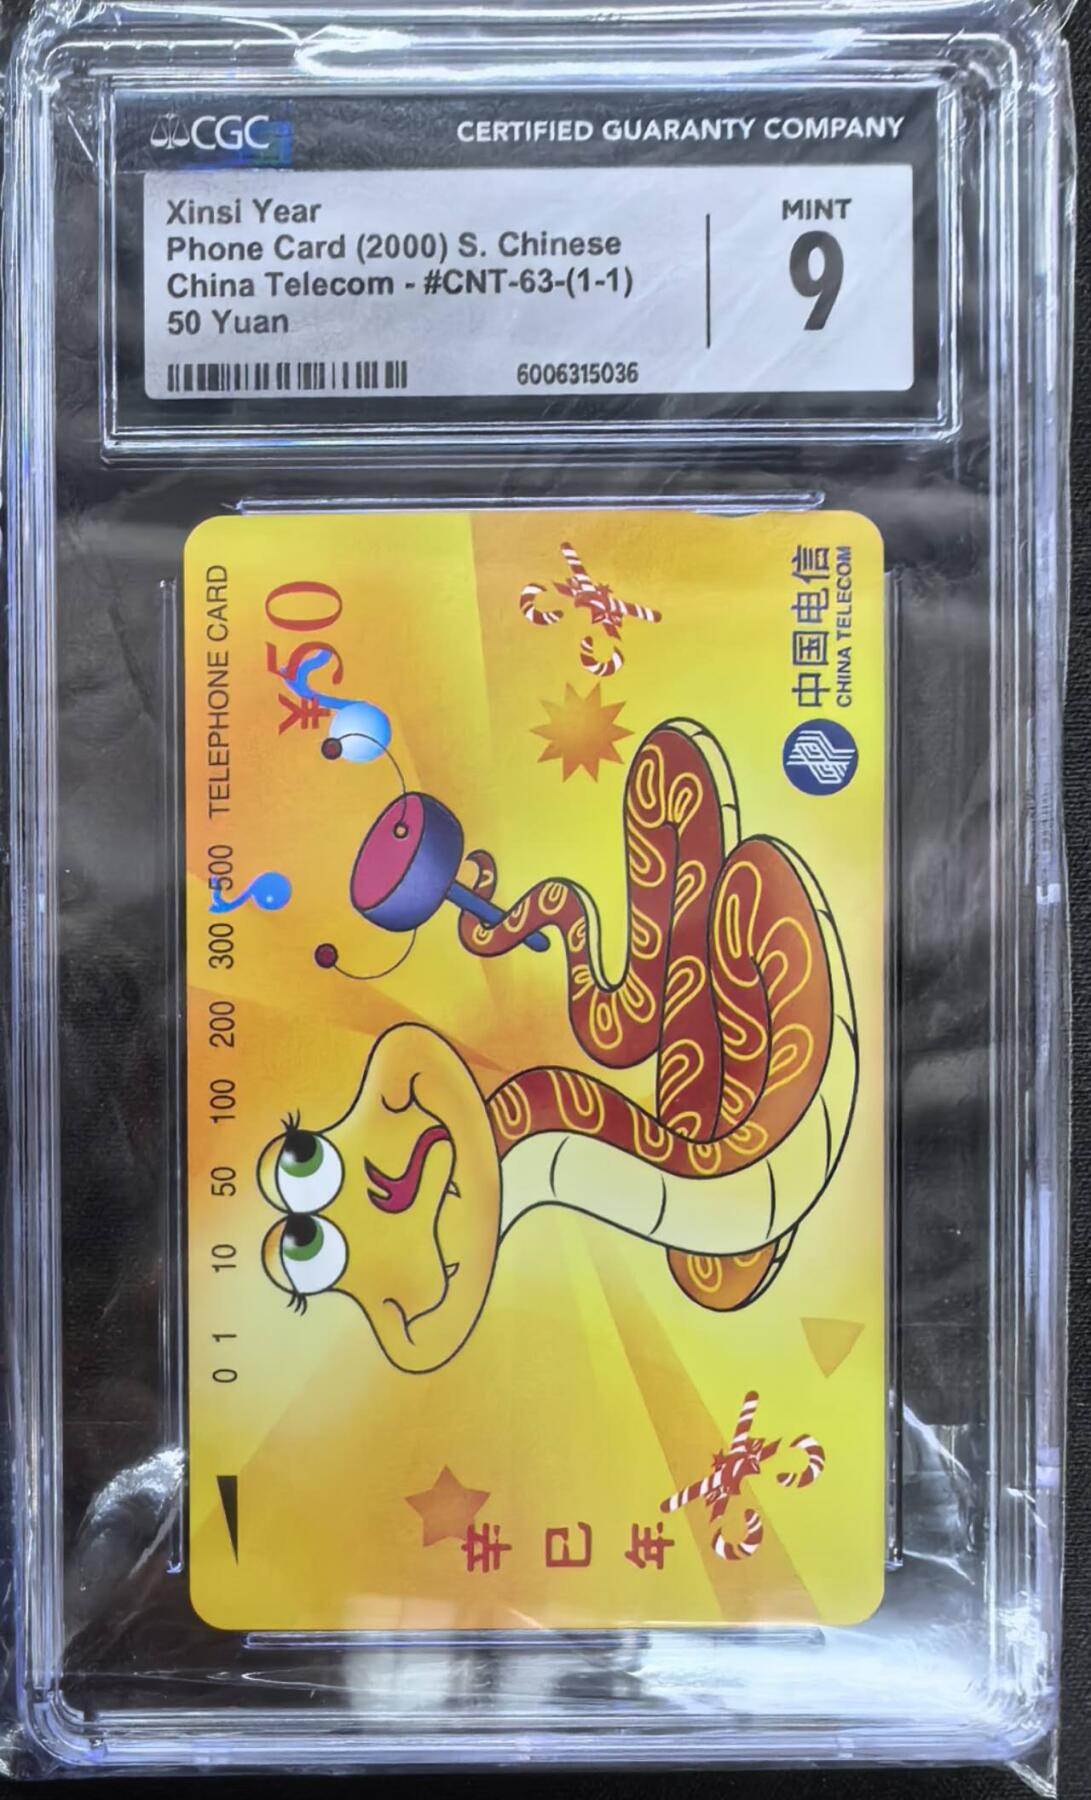 CGC
CERTIFIED GUARANTY COMPANY
Xinsi Year
Phone Card (2000) S. Chinese
China Telecom - #CNT-63-(1-1)
50 Yuan
MINT
9
6006315036
0 1 10 50 100 200 300 500 TELEPHONE CARD
¥50
中国电信
CHINA TELECOM
辛巳年